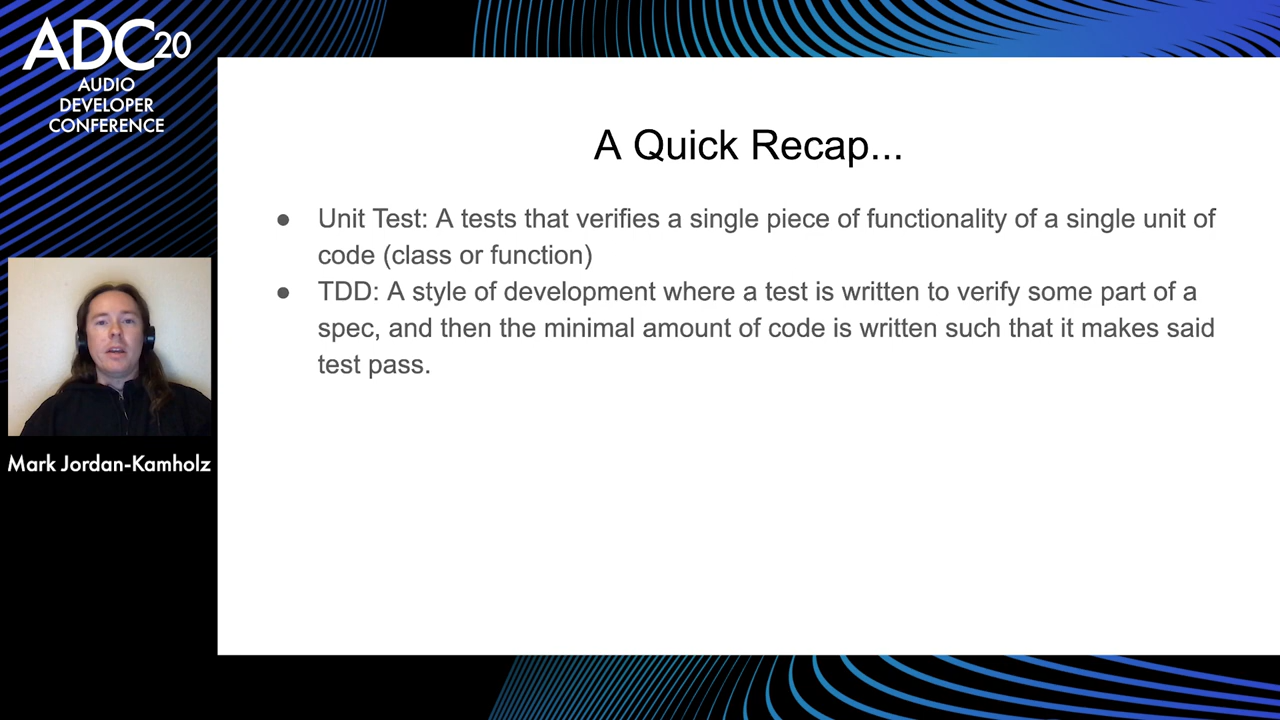 ADC20
AUDIO
DEVELOPER
CONFERENCE
A Quick Recap...
● Unit Test: A tests that verifies a single piece of functionality of a single unit of
code (class or function)
● TDD: A style of development where a test is written to verify some part of a
spec, and then the minimal amount of code is written such that it makes said
test pass.
Mark Jordan-Kamholz